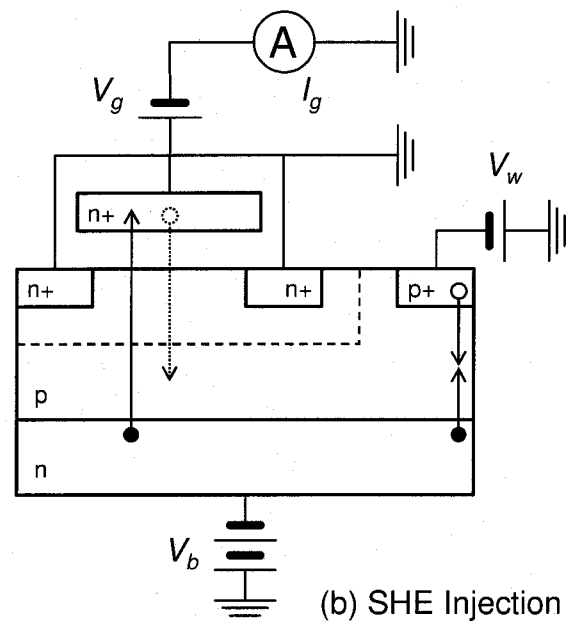 A
V_g
I_g
V_w
n+
n+
n+
p+
p
n
V_b
(b) SHE Injection